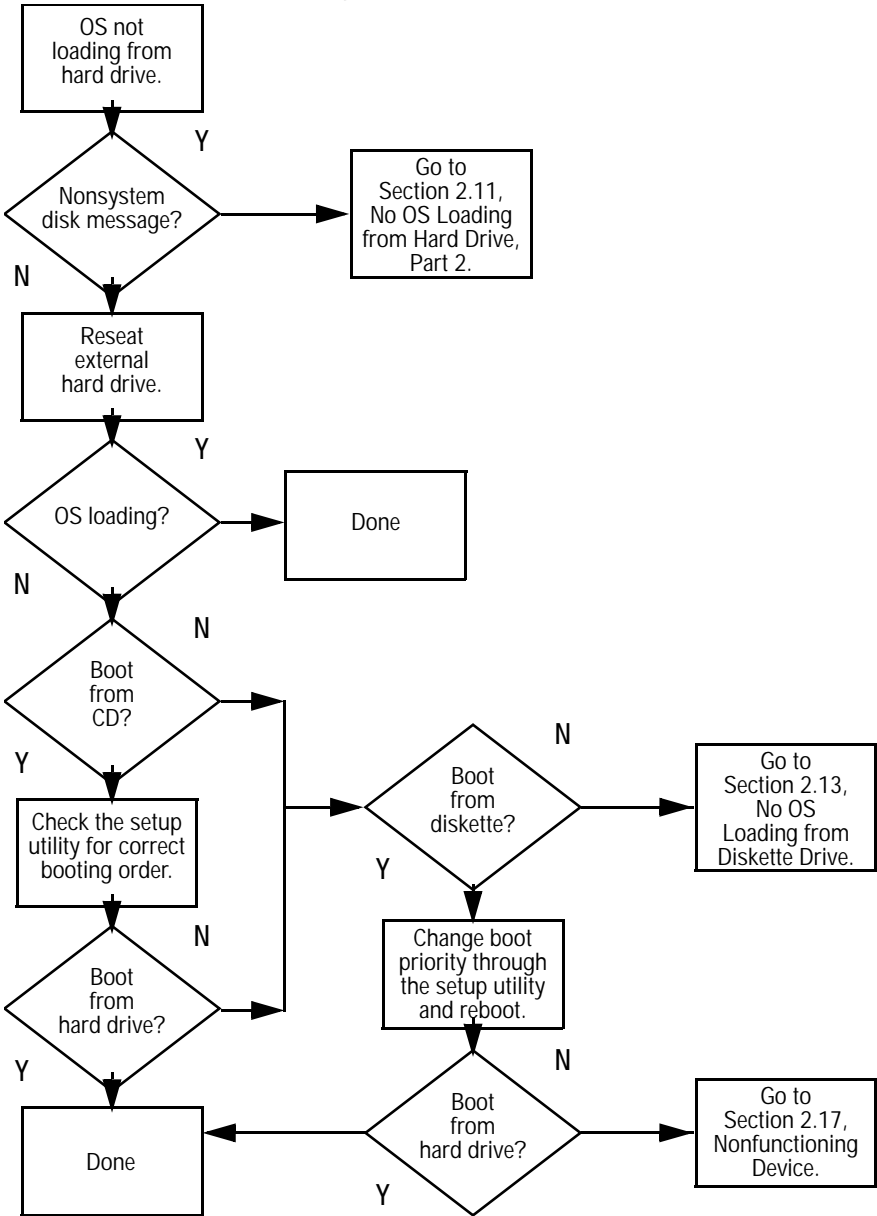 OS not
loading from
hard drive.
Y
Nonsystem
disk message?
Go to
Section 2.11,
No OS Loading
from Hard Drive,
Part 2.
N
Reseat
external
hard drive.
Y
OS loading?
Done
N
N
Boot
from
CD?
Y
Boot
from
diskette?
N
Go to
Section 2.13,
No OS
Loading from
Diskette Drive.
Y
Check the setup
utility for correct
booting order.
N
Boot
from
hard drive?
Y
Change boot
priority through
the setup utility
and reboot.
N
Boot
from
hard drive?
Y
Go to
Section 2.17,
Nonfunctioning
Device.
Done